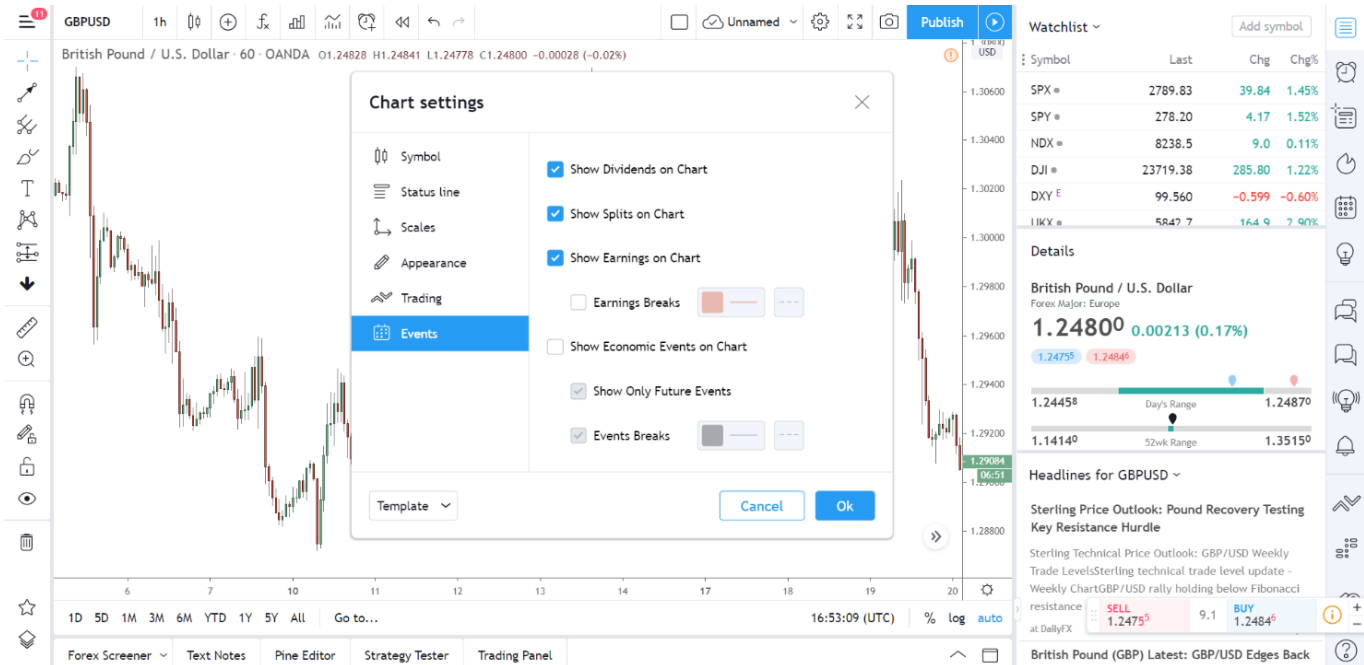 11 GBPUSD 1h Unnamed Publish
British Pound / U.S. Dollar · 60 · OANDA O1.24828 H1.24841 L1.24778 C1.24800 −0.00028 (−0.02%)
USD
1.30600
1.30400
1.30200
1.30000
1.29800
1.29600
1.29400
1.29200
1.29084
06:51
1.28800
Chart settings
Symbol
Status line
Scales
Appearance
Trading
Events
Show Dividends on Chart
Show Splits on Chart
Show Earnings on Chart
Earnings Breaks
Show Economic Events on Chart
Show Only Future Events
Events Breaks
Template Cancel Ok
6 7 10 11 12 13 14 17 18 19 20
1D 5D 1M 3M 6M YTD 1Y 5Y All Go to... 16:53:09 (UTC) % log auto
Forex Screener Text Notes Pine Editor Strategy Tester Trading Panel
Watchlist Add symbol
Symbol Last Chg Chg%
SPX 2789.83 39.84 1.45%
SPY 278.20 4.17 1.52%
NDX 8238.5 9.0 0.11%
DJI 23719.38 285.80 1.22%
DXY E 99.560 −0.599 −0.60%
UKX 5842.7 164.9 2.90%
Details
British Pound / U.S. Dollar
Forex Major: Europe
1.24800 0.00213 (0.17%)
1.24755 1.24846
1.24458 Day's Range 1.24870
1.14140 52wk Range 1.35150
Headlines for GBPUSD
Sterling Price Outlook: Pound Recovery Testing
Key Resistance Hurdle
Sterling Technical Price Outlook: GBP/USD Weekly
Trade LevelsSterling technical trade level update -
Weekly ChartGBP/USD rally holding below Fibonacci
resistance
at DailyFX
SELL
1.24755
9.1
BUY
1.24846
British Pound (GBP) Latest: GBP/USD Edges Back